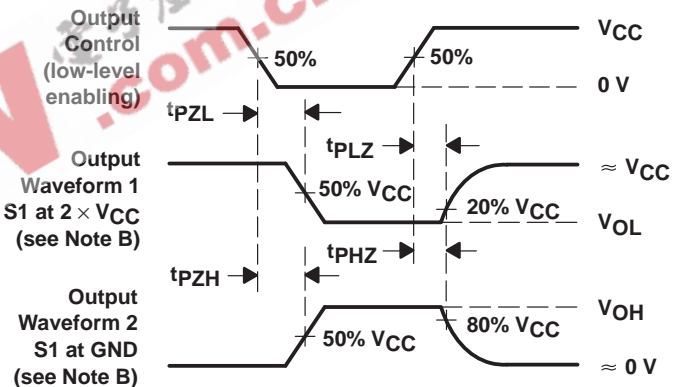 Output
Control
(low-level
enabling)
50%
50%
VCC
0 V
tPZL
tPLZ
Output
Waveform 1
S1 at 2 × VCC
(see Note B)
50% VCC
20% VCC
≈ VCC
VOL
tPZH
tPHZ
Output
Waveform 2
S1 at GND
(see Note B)
50% VCC
80% VCC
VOH
≈ 0 V
.com.c